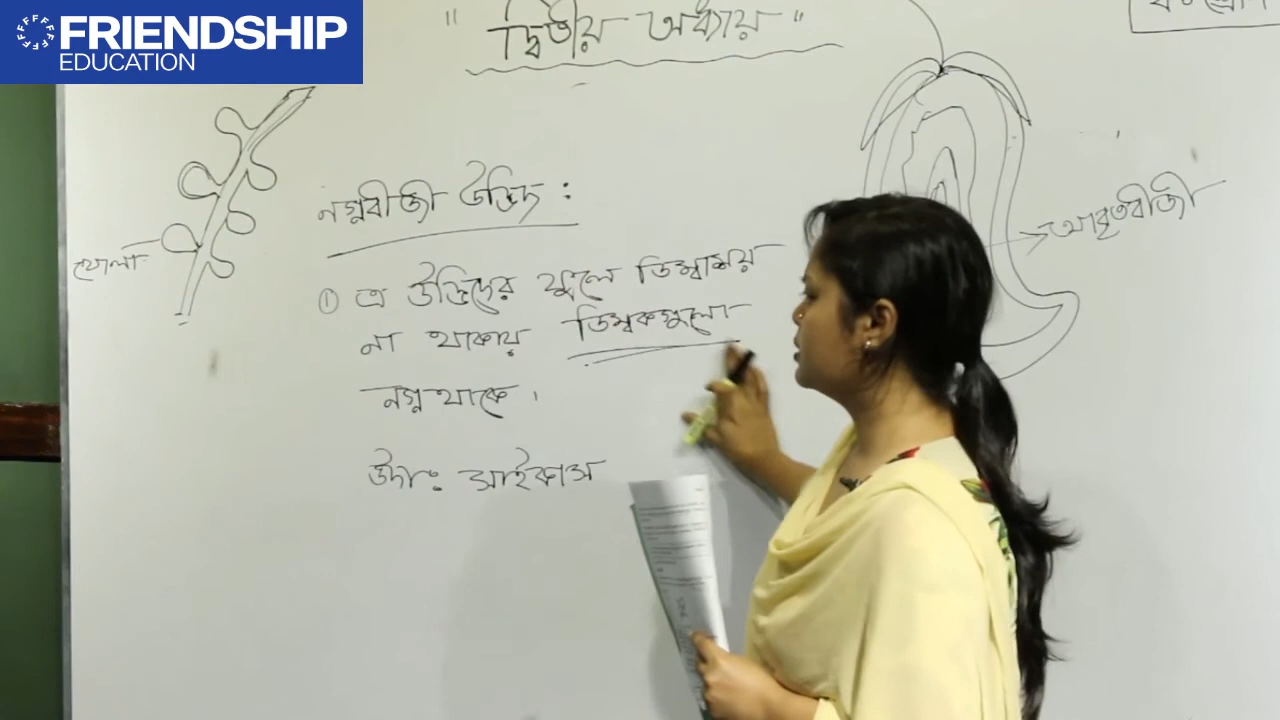 FRIENDSHIP
EDUCATION
" দ্বিতীয় অধ্যায় "
নগ্নবীজী উদ্ভিদ :
① এ উদ্ভিদের ফুলে ডিম্বাশয়
না থাকায় ডিম্বকগুলো
নগ্ন থাকে ।
উদাঃ সাইকাস
খোলা
আবৃতবীজী